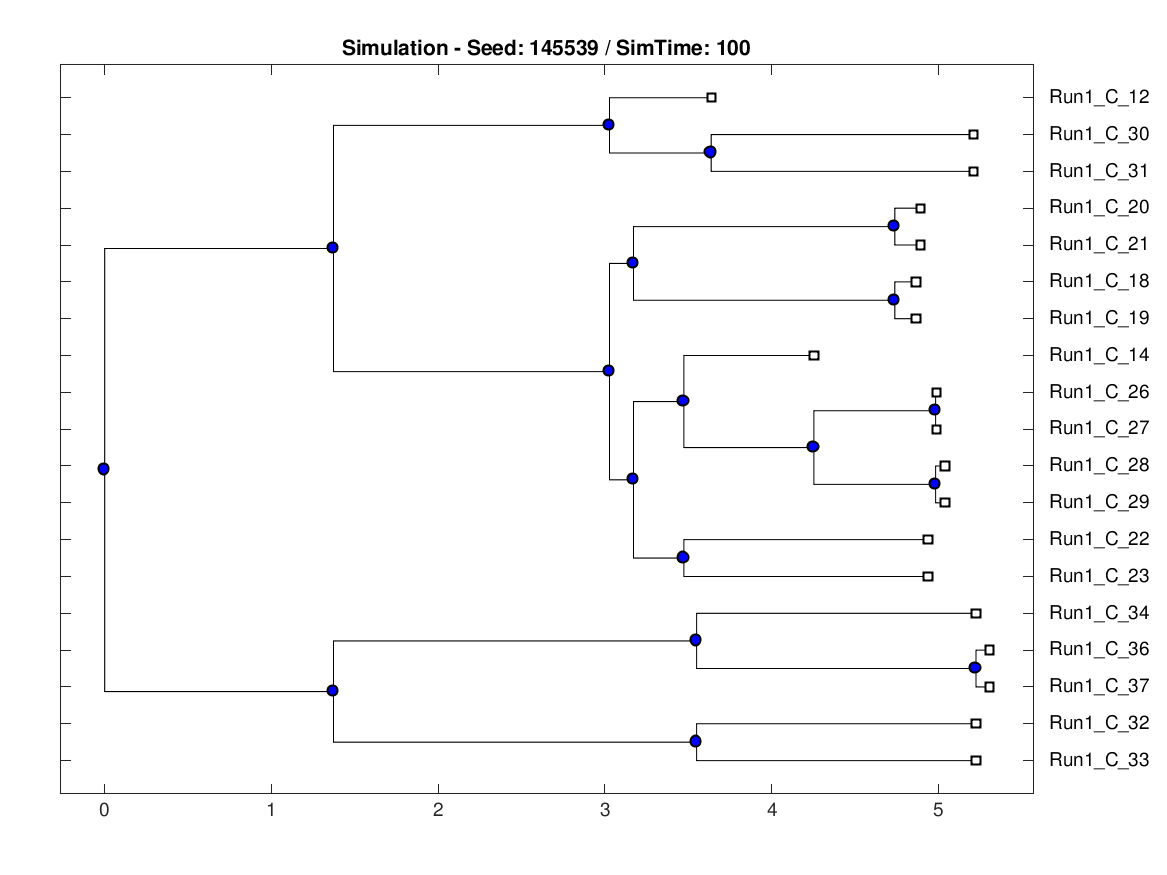 Simulation - Seed: 145539 / SimTime: 100
Run1_C_12
Run1_C_30
Run1_C_31
Run1_C_20
Run1_C_21
Run1_C_18
Run1_C_19
Run1_C_14
Run1_C_26
Run1_C_27
Run1_C_28
Run1_C_29
Run1_C_22
Run1_C_23
Run1_C_34
Run1_C_36
Run1_C_37
Run1_C_32
Run1_C_33
0 1 2 3 4 5